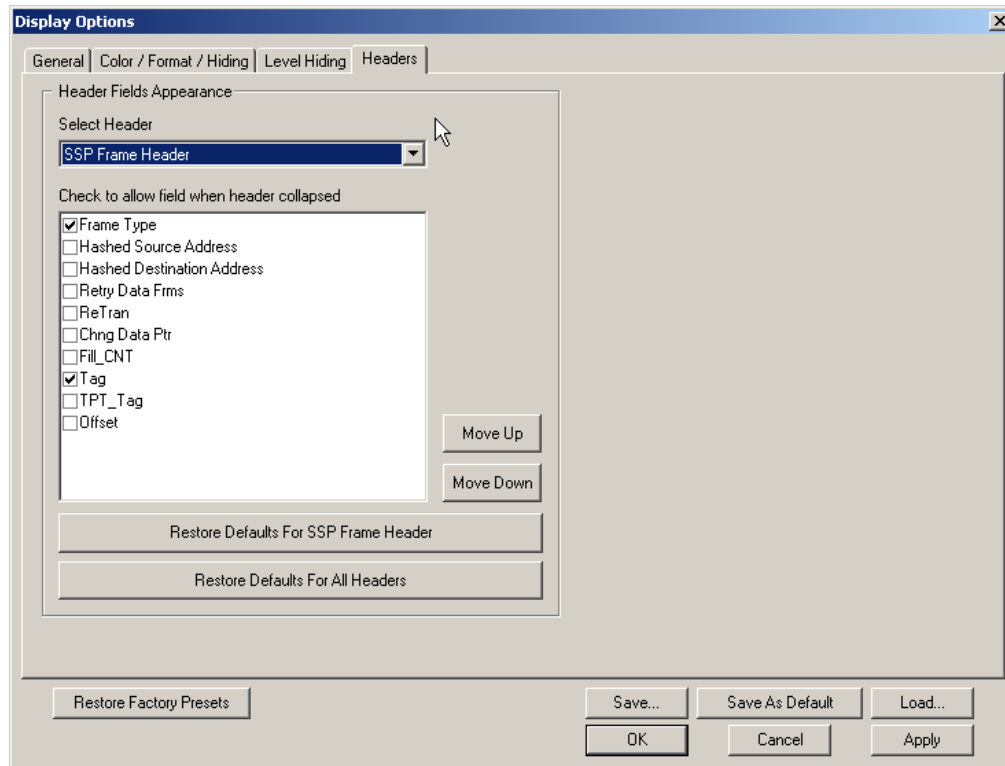 Display Options
General Color / Format / Hiding Level Hiding Headers
Header Fields Appearance
Select Header
SSP Frame Header
Check to allow field when header collapsed
Frame Type
Hashed Source Address
Hashed Destination Address
Retry Data Frms
ReTran
Chng Data Ptr
Fill_CNT
Tag
TPT_Tag
Offset
Move Up
Move Down
Restore Defaults For SSP Frame Header
Restore Defaults For All Headers
Restore Factory Presets
Save... Save As Default Load...
OK Cancel Apply